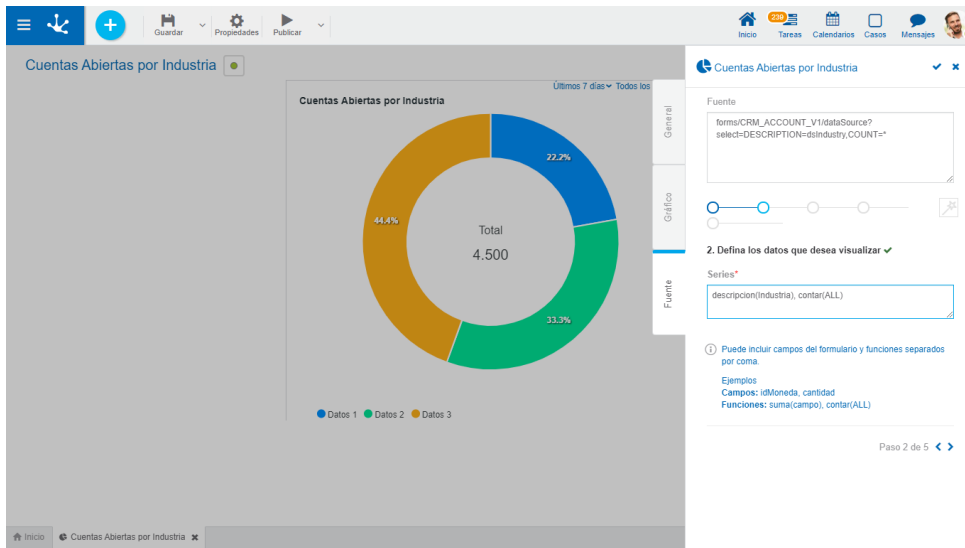 Guardar
Propiedades
Publicar
Inicio
239
Tareas
Calendarios
Casos
Mensajes
Cuentas Abiertas por Industria
Últimos 7 días Todos los
Cuentas Abiertas por Industria
22.2%
44.4%
33.3%
Total
4.500
Datos 1 Datos 2 Datos 3
General
Gráfico
Fuente
Cuentas Abiertas por Industria
Fuente
forms/CRM_ACCOUNT_V1/dataSource?
select=DESCRIPTION=dsIndustry,COUNT=*
2. Defina los datos que desea visualizar
Series*
descripcion(Industria), contar(ALL)
Puede incluir campos del formulario y funciones separados
por coma.
Ejemplos
Campos: idMoneda, cantidad
Funciones: suma(campo), contar(ALL)
Paso 2 de 5
Inicio
Cuentas Abiertas por Industria